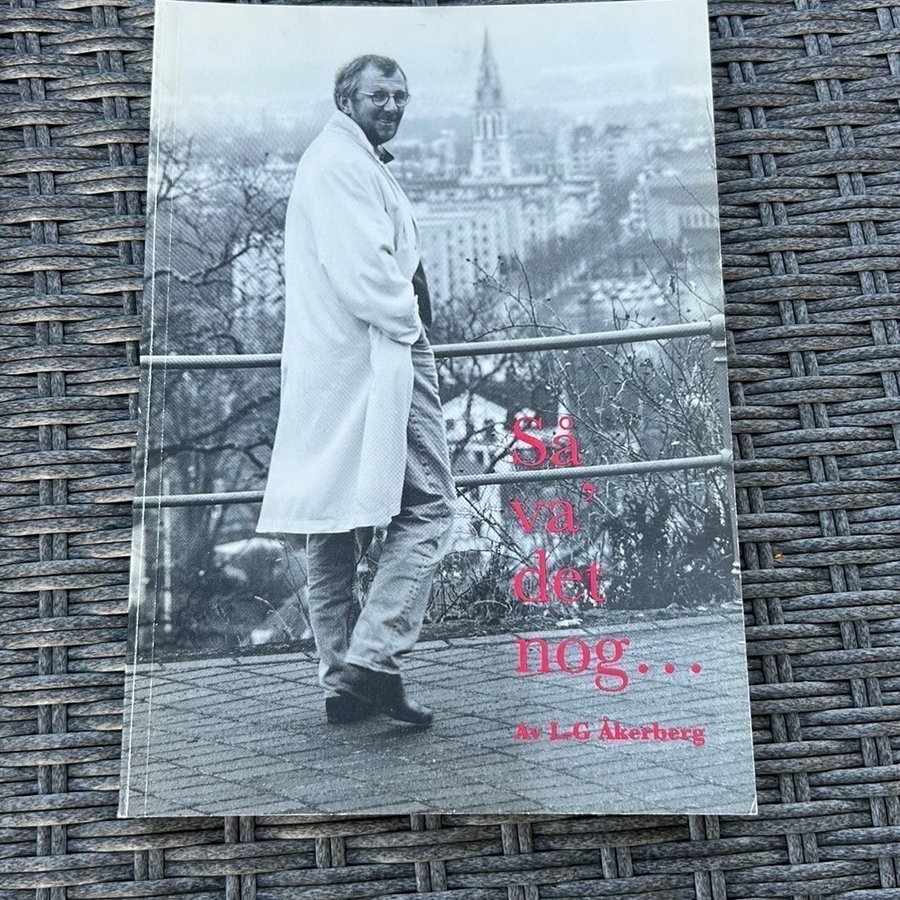 Så
va’
det
nog...
Av L-G Åkerberg